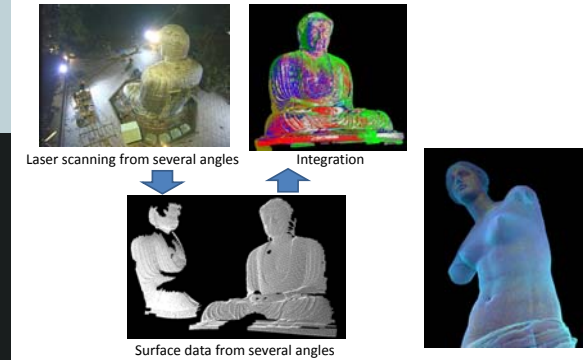 Laser scanning from several angles
Integration
Surface data from several angles